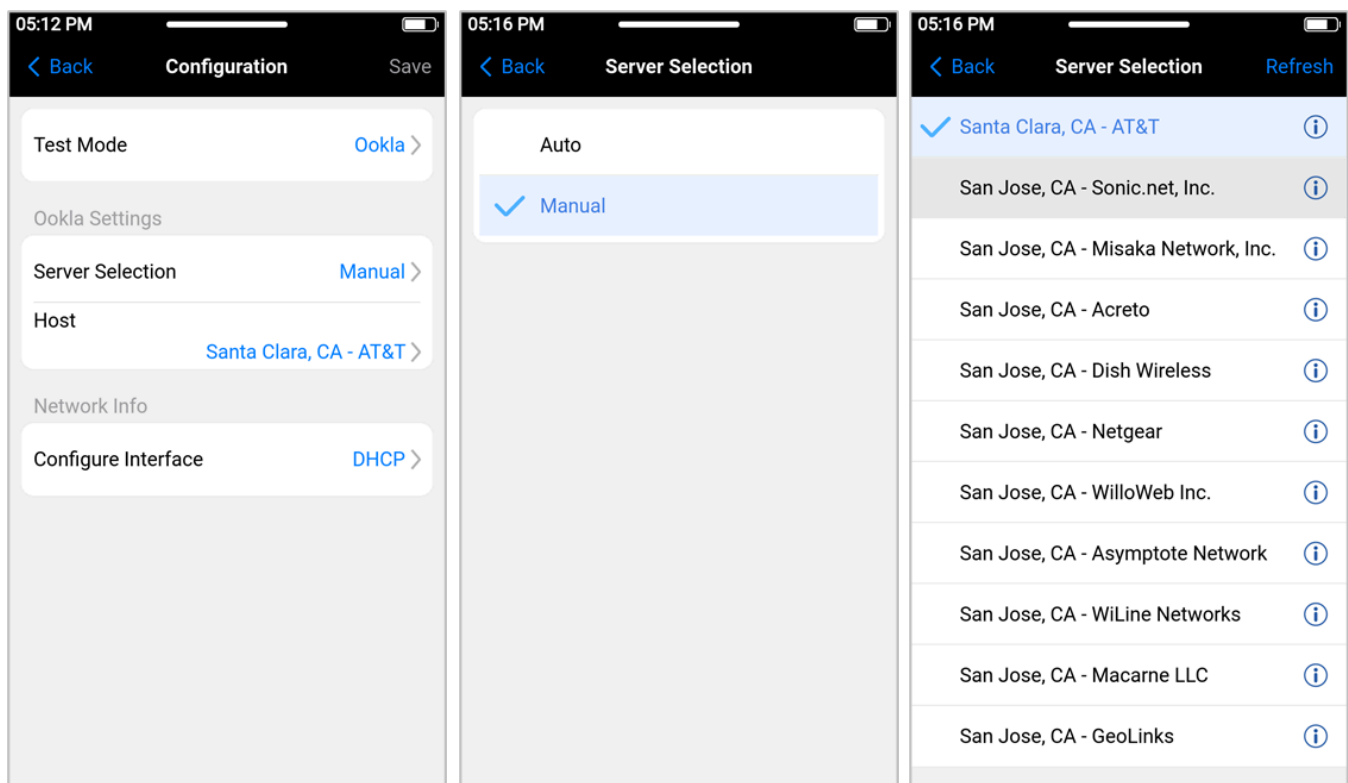 05:12 PM
Back Configuration Save
Test Mode Ookla
Ookla Settings
Server Selection Manual
Host
Santa Clara, CA - AT&T
Network Info
Configure Interface DHCP
05:16 PM
Back Server Selection
Auto
Manual
05:16 PM
Back Server Selection Refresh
Santa Clara, CA - AT&T
San Jose, CA - Sonic.net, Inc.
San Jose, CA - Misaka Network, Inc.
San Jose, CA - Acreto
San Jose, CA - Dish Wireless
San Jose, CA - Netgear
San Jose, CA - WilloWeb Inc.
San Jose, CA - Asymptote Network
San Jose, CA - WiLine Networks
San Jose, CA - Macarne LLC
San Jose, CA - GeoLinks